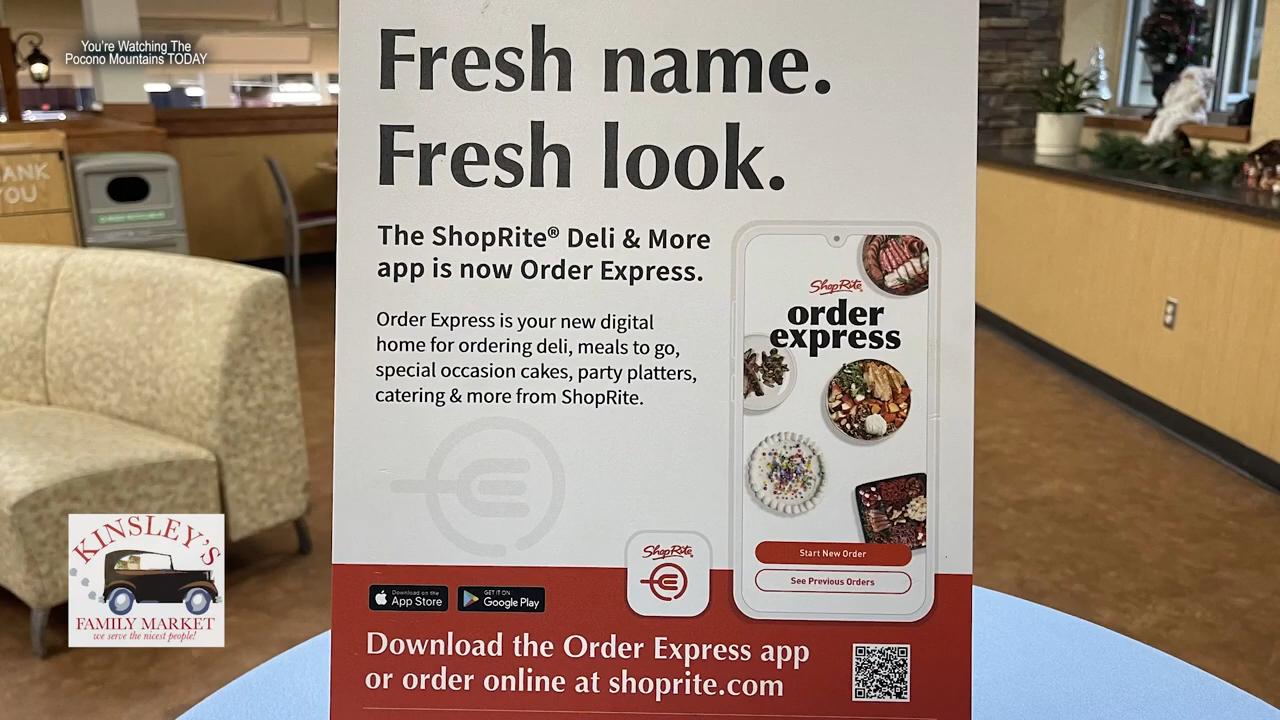 You're Watching The
Pocono Mountains TODAY
Fresh name.
Fresh look.
The ShopRite® Deli & More
app is now Order Express.
Order Express is your new digital
home for ordering deli, meals to go,
special occasion cakes, party platters,
catering & more from ShopRite.
ShopRite
order
express
Start New Order
See Previous Orders
ShopRite
Download on the
App Store
GET IT ON
Google Play
Download the Order Express app
or order online at shoprite.com
ANK
YOU
KINSLEY'S
FAMILY MARKET
we serve the nicest people!